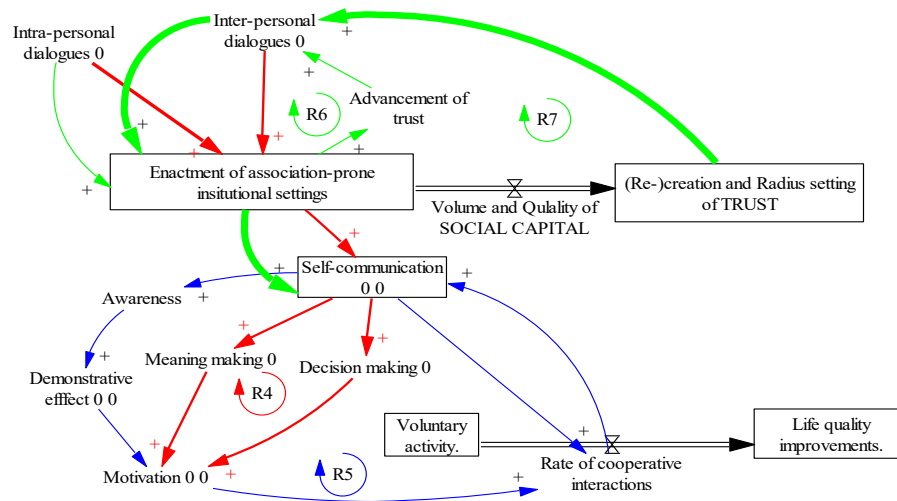 Inter-personal
dialogues 0
Intra-personal
dialogues 0
+
+
Advancement of
trust
R6
R7
+
+
+
+
+
+
Enactment of association-prone
insitutional settings
(Re-)creation and Radius setting
of TRUST
Volume and Qulality of
SOCIAL CAPITAL
+
+
+
Self-communication
0 0
Awareness
+
+
+
+
Meaning making 0
Decision making 0
Demonstrative
efffect 0 0
R4
Voluntary
activity.
Life quality
improvements.
+
+
+
Motivation 0 0
R5
+
Rate of cooperative
interactions